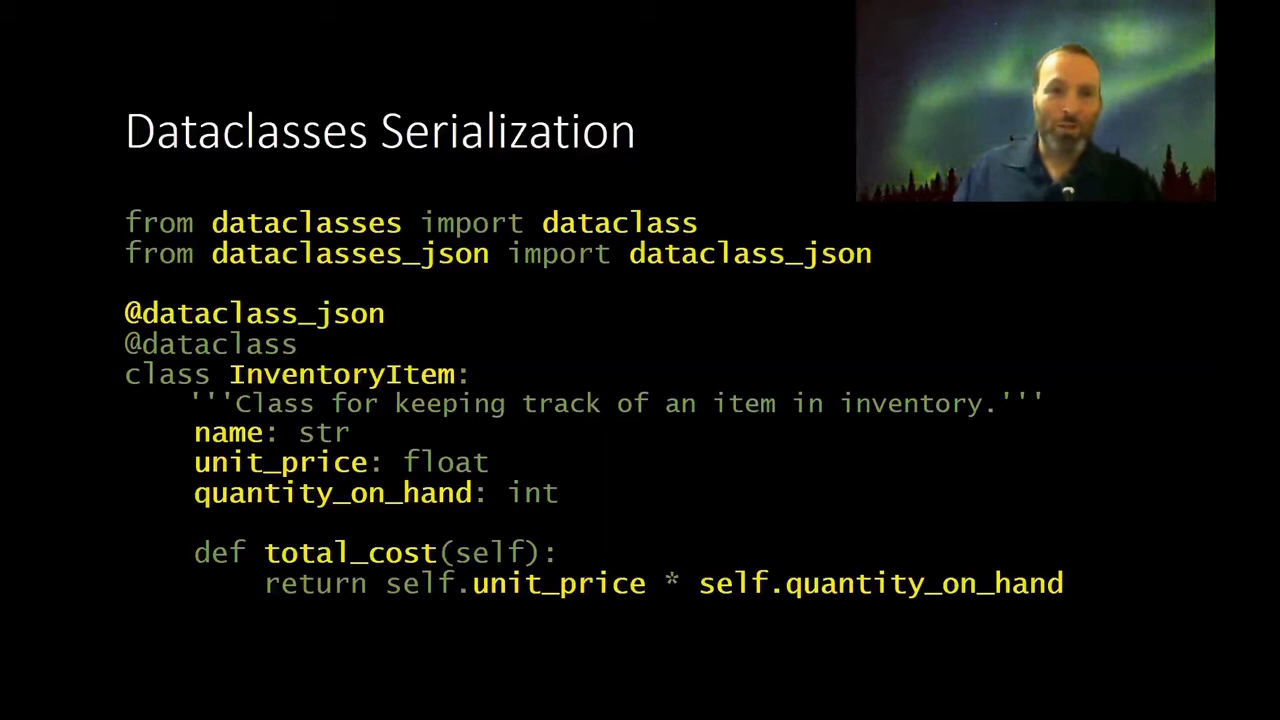 Dataclasses Serialization
from dataclasses import dataclass
from dataclasses_json import dataclass_json
@dataclass_json
@dataclass
class InventoryItem:
    '''Class for keeping track of an item in inventory.'''
    name: str
    unit_price: float
    quantity_on_hand: int
    def total_cost(self):
        return self.unit_price * self.quantity_on_hand